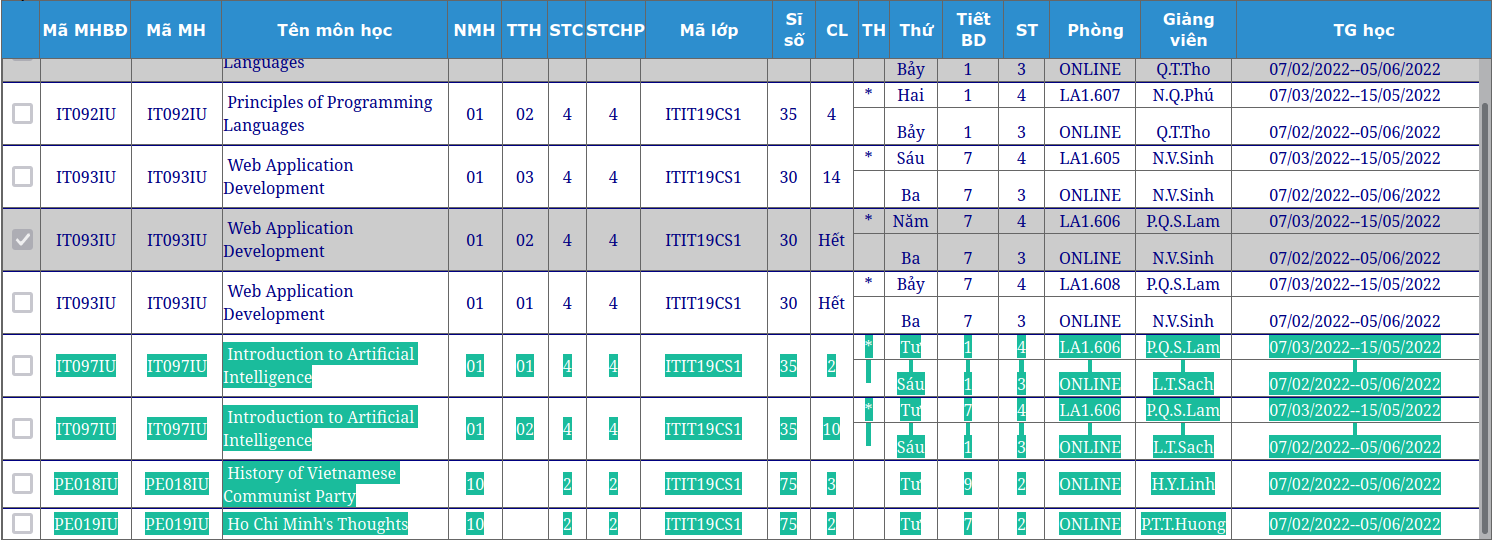 Mã MHBĐ Mã MH Tên môn học NMH TTH STC STCHP Mã lớp Sĩ số CL TH Thứ Tiết BD ST Phòng Giảng viên TG học
Languages Bảy 1 3 ONLINE Q.T.Tho 07/02/2022--05/06/2022
IT092IU IT092IU Principles of Programming Languages 01 02 4 4 ITIT19CS1 35 4 * Hai 1 4 LA1.607 N.Q.Phú 07/03/2022--15/05/2022
Bảy 1 3 ONLINE Q.T.Tho 07/02/2022--05/06/2022
IT093IU IT093IU Web Application Development 01 03 4 4 ITIT19CS1 30 14 * Sáu 7 4 LA1.605 N.V.Sinh 07/03/2022--15/05/2022
Ba 7 3 ONLINE N.V.Sinh 07/02/2022--05/06/2022
IT093IU IT093IU Web Application Development 01 02 4 4 ITIT19CS1 30 Hết * Năm 7 4 LA1.606 P.Q.S.Lam 07/03/2022--15/05/2022
Ba 7 3 ONLINE N.V.Sinh 07/02/2022--05/06/2022
IT093IU IT093IU Web Application Development 01 01 4 4 ITIT19CS1 30 Hết * Bảy 7 4 LA1.608 P.Q.S.Lam 07/03/2022--15/05/2022
Ba 7 3 ONLINE N.V.Sinh 07/02/2022--05/06/2022
IT097IU IT097IU Introduction to Artificial Intelligence 01 01 4 4 ITIT19CS1 35 2 * Tư 1 4 LA1.606 P.Q.S.Lam 07/03/2022--15/05/2022
Sáu 1 3 ONLINE L.T.Sach 07/02/2022--05/06/2022
IT097IU IT097IU Introduction to Artificial Intelligence 01 02 4 4 ITIT19CS1 35 10 * Tư 7 4 LA1.606 P.Q.S.Lam 07/03/2022--15/05/2022
Sáu 1 3 ONLINE L.T.Sach 07/02/2022--05/06/2022
PE018IU PE018IU History of Vietnamese Communist Party 10 2 2 ITIT19CS1 75 3 Tư 9 2 ONLINE H.Y.Linh 07/02/2022--05/06/2022
PE019IU PE019IU Ho Chi Minh's Thoughts 10 2 2 ITIT19CS1 75 2 Tư 7 2 ONLINE P.T.T.Huong 07/02/2022--05/06/2022